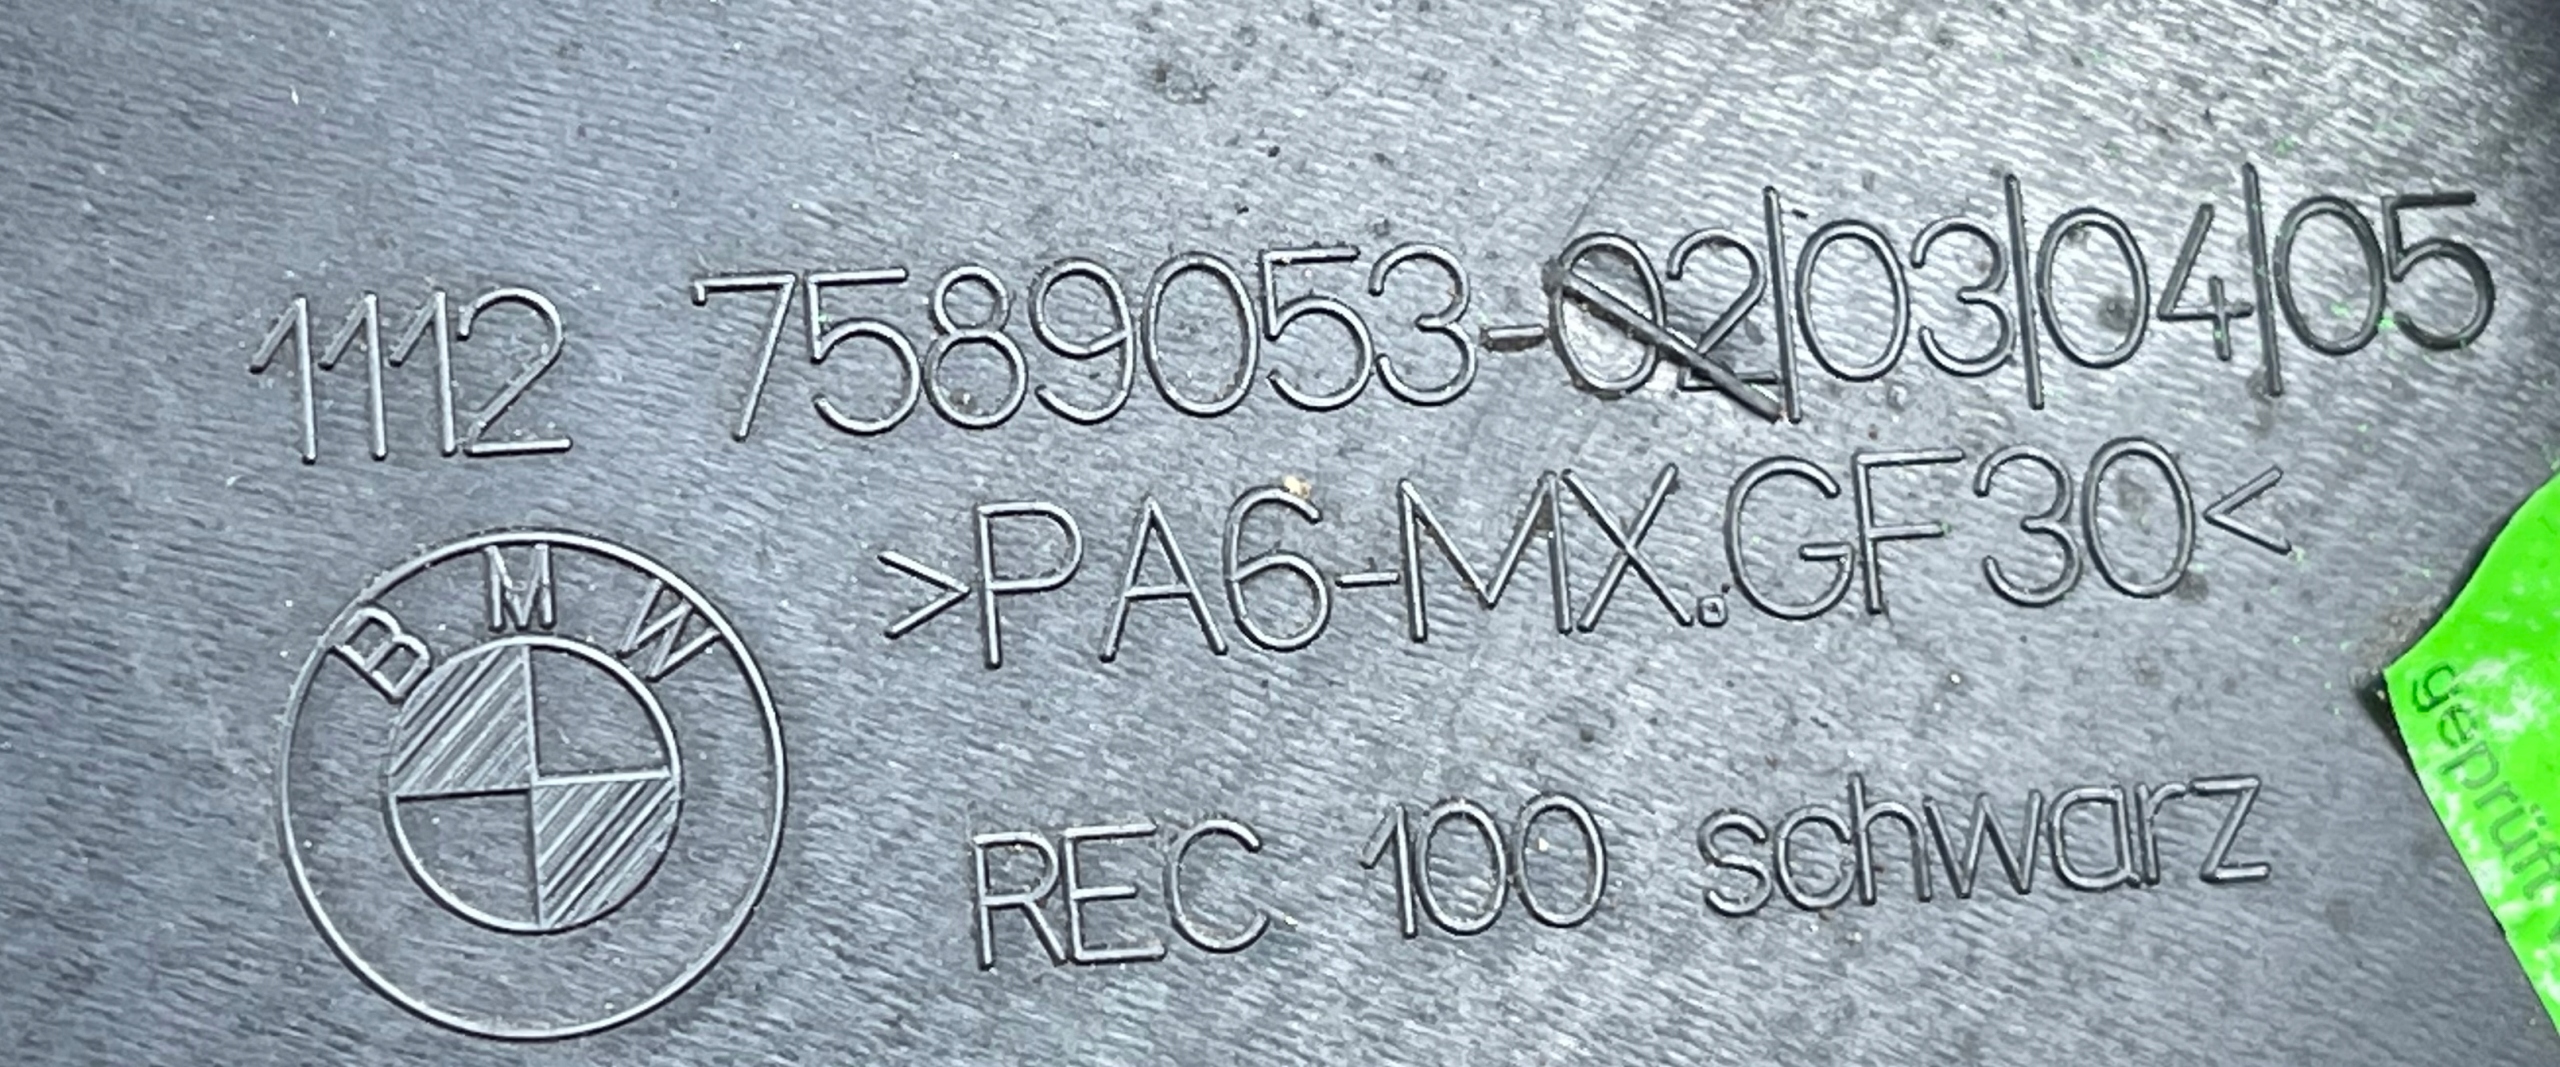 1112 7589053-02/03/04/05
>PA6-MX.GF30<
BMW
REC 100 schwarz
geprüft